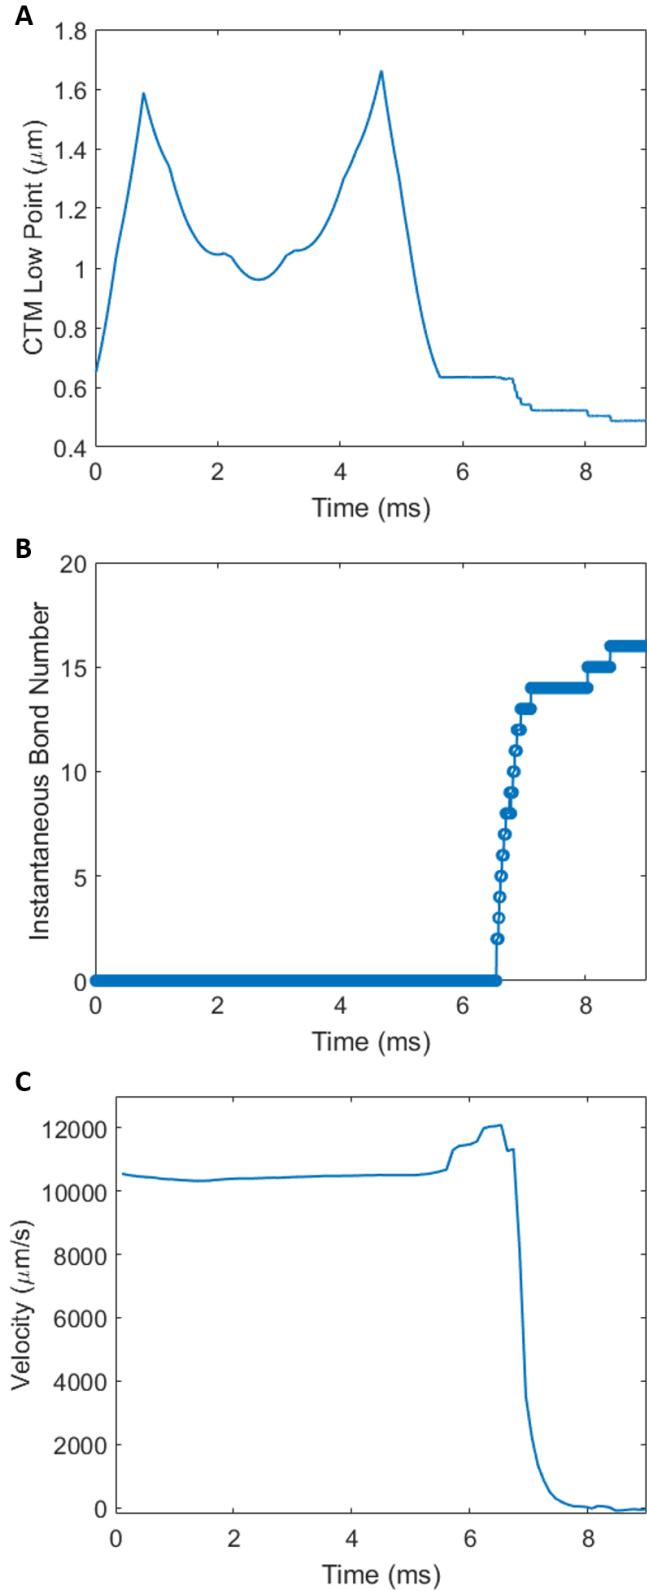 A
CTM Low Point (μm)
1.8
1.6
1.4
1.2
1
0.8
0.6
0.4
0 2 4 6 8
Time (ms)
B
Instantaneous Bond Number
20
15
10
5
0
0 2 4 6 8
Time (ms)
C
Velocity (μm/s)
12000
10000
8000
6000
4000
2000
0
0 2 4 6 8
Time (ms)